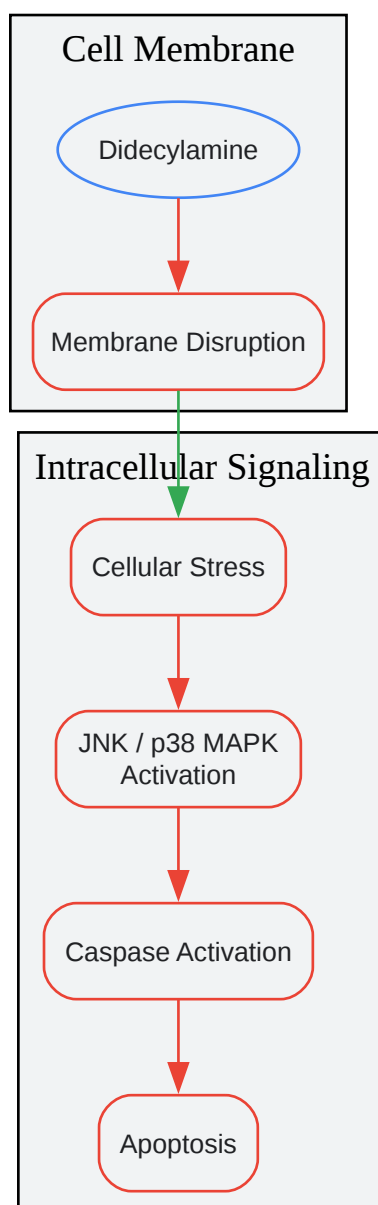 Cell Membrane
Didecylamine
Membrane Disruption
Intracellular Signaling
Cellular Stress
JNK / p38 MAPK
Activation
Caspase Activation
Apoptosis